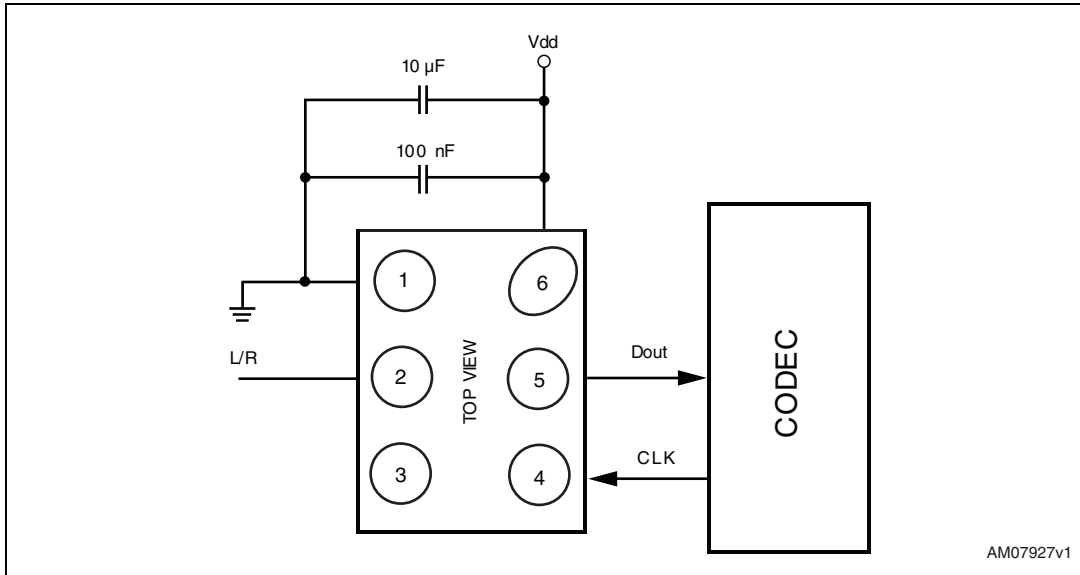 Vdd
10 µF
100 nF
1
6
L/R
2
TOP VIEW
5
Dout
CODEC
3
4
CLK
AM07927v1